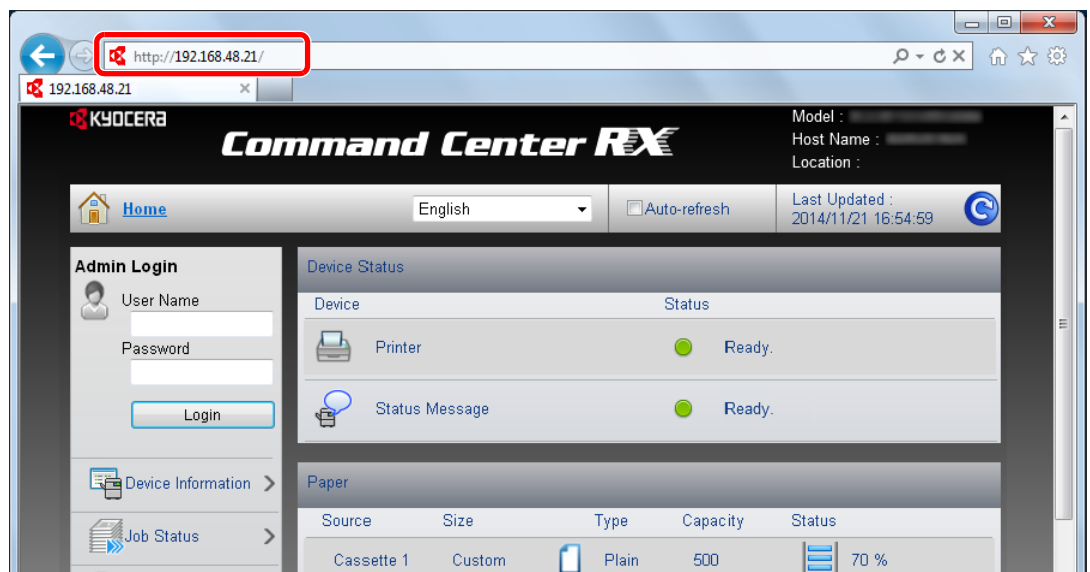 http://192.168.48.21/
192.168.48.21
KYOCERA
Command Center RX
Model :
Host Name :
Location :
Home
English
Auto-refresh
Last Updated :
2014/11/21 16:54:59
Admin Login
User Name
Password
Login
Device Information
Job Status
Device Status
Device Status
Printer Ready.
Status Message Ready.
Paper
Source Size Type Capacity Status
Cassette 1 Custom Plain 500 70 %